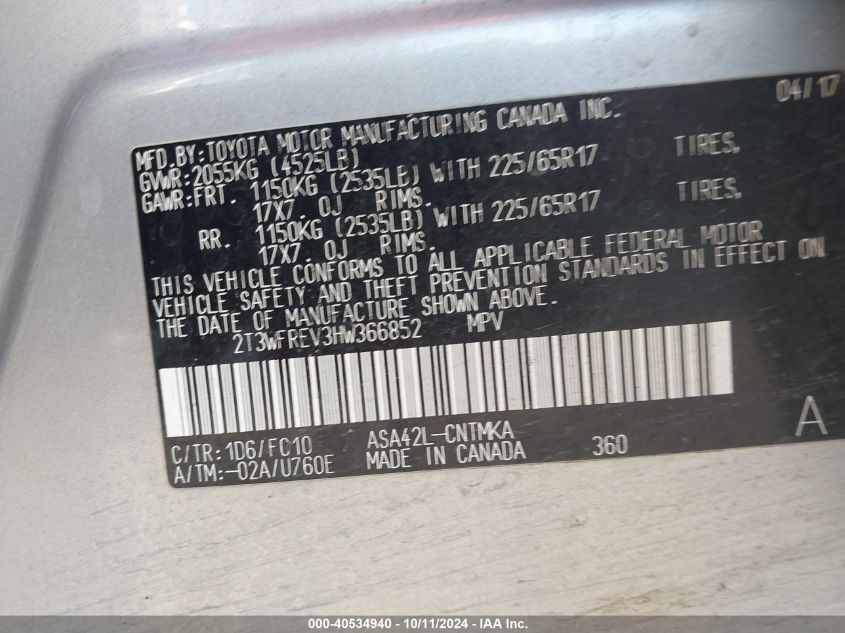 04/17
MFD.BY:TOYOTA MOTOR MANUFACTURING CANADA INC.
GVWR:2055KG (4525LB)
GAWR:FRT. 1150KG (2535LB) WITH 225/65R17 TIRES,
17X7.0J RIMS.
RR. 1150KG (2535LB) WITH 225/65R17 TIRES,
17X7.0J RIMS.
THIS VEHICLE CONFORMS TO ALL APPLICABLE FEDERAL MOTOR
VEHICLE SAFETY AND THEFT PREVENTION STANDARDS IN EFFECT ON
THE DATE OF MANUFACTURE SHOWN ABOVE.
2T3WFREV3HW366852 MPV
C/TR:1D6/FC10 ASA42L-CNTMKA A
A/TM:-02A/U760E MADE IN CANADA 360
000-40534940 - 10/11/2024 - IAA Inc.